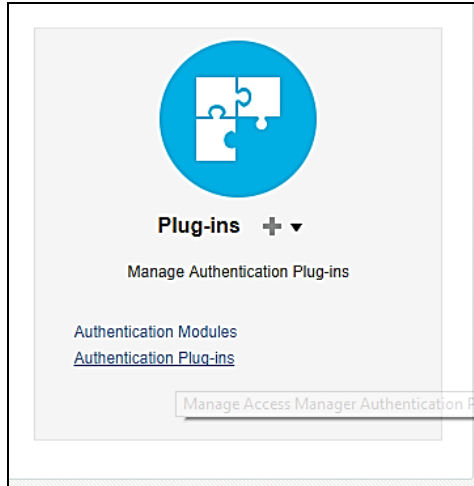 Plug-ins
Manage Authentication Plug-ins
Authentication Modules
Authentication Plug-ins
Manage Access Manager Authentication